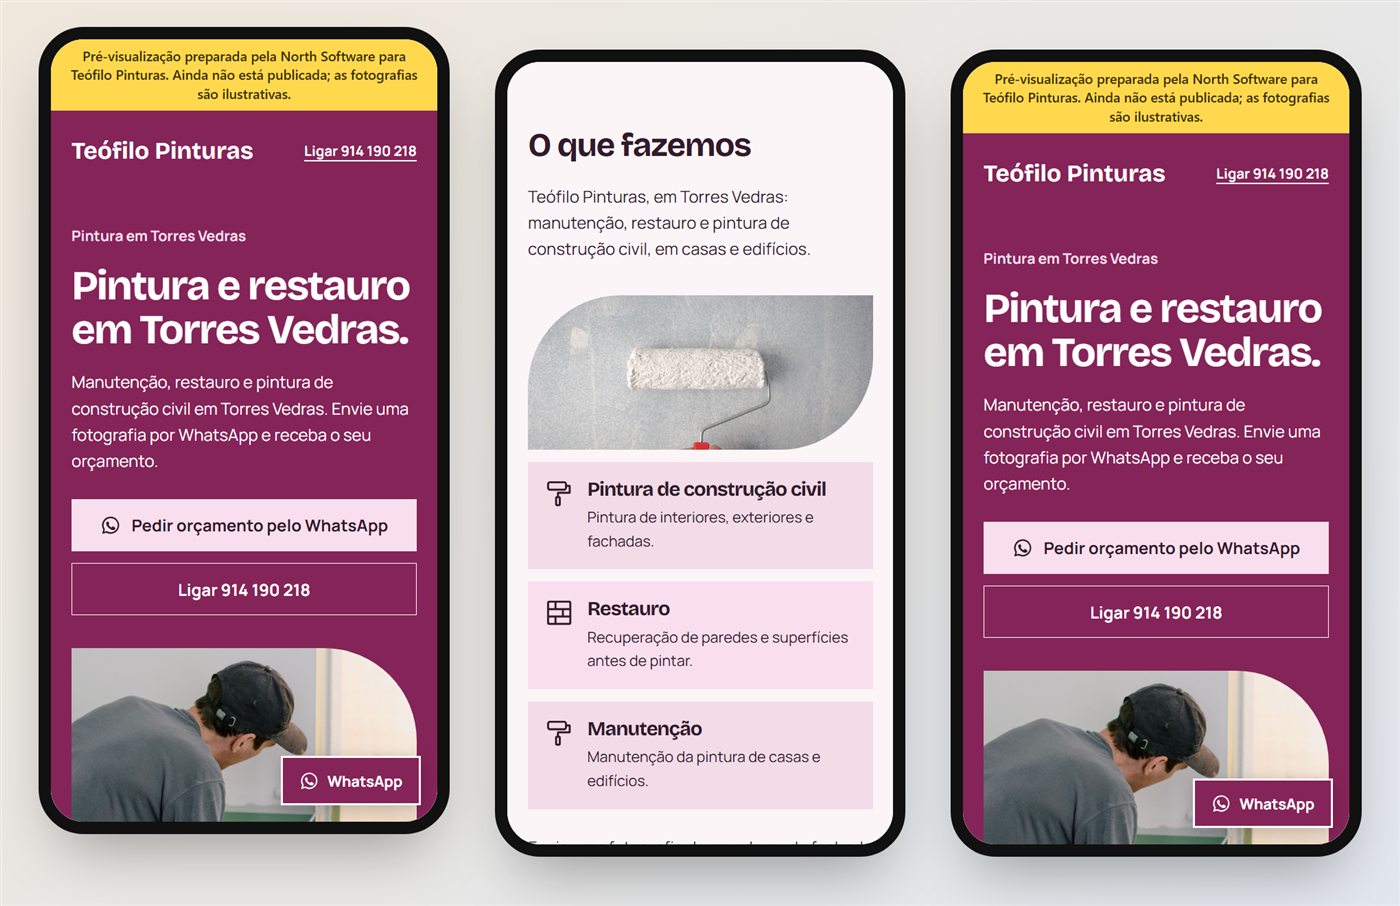 Pré-visualização preparada pela North Software para
Teófilo Pinturas. Ainda não está publicada; as fotografias
são ilustrativas.
Teófilo Pinturas
Ligar 914 190 218
Pintura em Torres Vedras
Pintura e restauro
em Torres Vedras.
Manutenção, restauro e pintura de
construção civil em Torres Vedras. Envie uma
fotografia por WhatsApp e receba o seu
orçamento.
Pedir orçamento pelo WhatsApp
Ligar 914 190 218
WhatsApp
O que fazemos
Teófilo Pinturas, em Torres Vedras:
manutenção, restauro e pintura de
construção civil, em casas e edifícios.
Pintura de construção civil
Pintura de interiores, exteriores e
fachadas.
Restauro
Recuperação de paredes e superfícies
antes de pintar.
Manutenção
Manutenção da pintura de casas e
edifícios.
Pré-visualização preparada pela North Software para
Teófilo Pinturas. Ainda não está publicada; as fotografias
são ilustrativas.
Teófilo Pinturas
Ligar 914 190 218
Pintura em Torres Vedras
Pintura e restauro
em Torres Vedras.
Manutenção, restauro e pintura de
construção civil em Torres Vedras. Envie uma
fotografia por WhatsApp e receba o seu
orçamento.
Pedir orçamento pelo WhatsApp
Ligar 914 190 218
WhatsApp